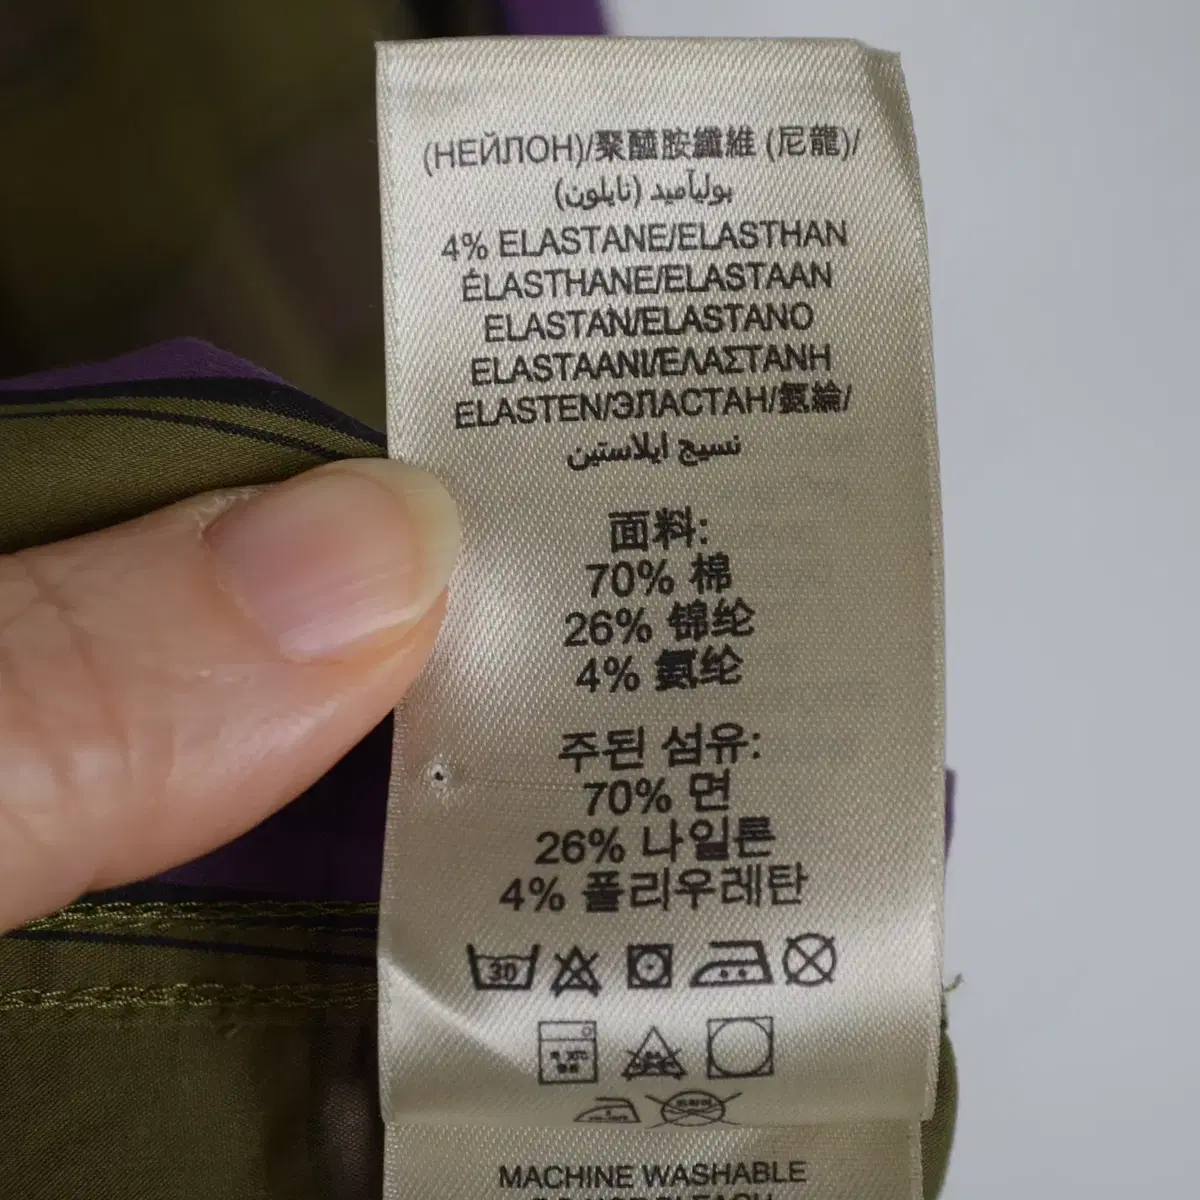 (НЕЙЛОН)/聚醯胺纖維 (尼龍)/
بوليآميد (نايلون)
4% ELASTANE/ELASTHAN
ÉLASTHANE/ELASTAAN
ELASTAN/ELASTANO
ELASTAANI/ΕΛΑΣΤΑΝΗ
ELASTEN/ЭЛАСТАН/氨綸/
نسيج ايلاستين
面料:
70% 棉
26% 锦纶
4% 氨纶
주된 섬유:
70% 면
26% 나일론
4% 폴리우레탄
30
MACHINE WASHABLE